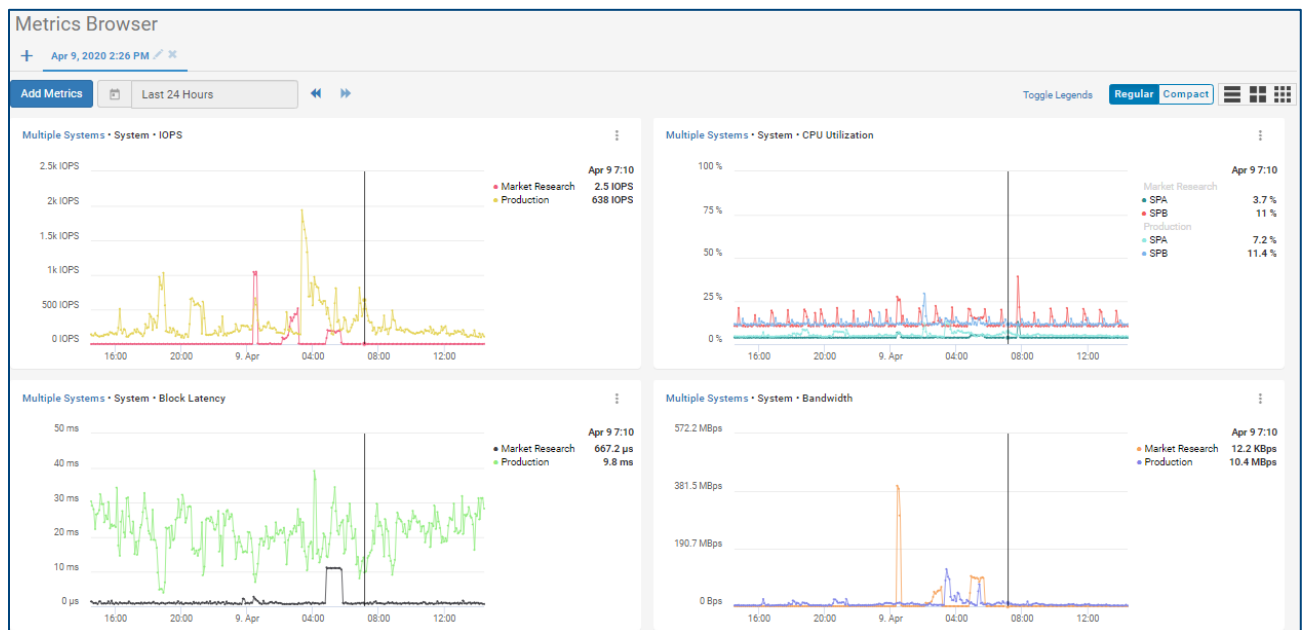 Metrics Browser
+ Apr 9, 2020 2:26 PM
Add Metrics Last 24 Hours Toggle Legends Regular Compact
Multiple Systems • System • IOPS
2.5k IOPS
2k IOPS
1.5k IOPS
1k IOPS
500 IOPS
0 IOPS
16:00 20:00 9. Apr 04:00 08:00 12:00
Apr 9 7:10
Market Research 2.5 IOPS
Production 638 IOPS
Multiple Systems • System • CPU Utilization
100 %
75 %
50 %
25 %
0 %
16:00 20:00 9. Apr 04:00 08:00 12:00
Apr 9 7:10
Market Research
SPA 3.7 %
SPB 11 %
Production
SPA 7.2 %
SPB 11.4 %
Multiple Systems • System • Block Latency
50 ms
40 ms
30 ms
20 ms
10 ms
0 µs
16:00 20:00 9. Apr 04:00 08:00 12:00
Apr 9 7:10
Market Research 667.2 µs
Production 9.8 ms
Multiple Systems • System • Bandwidth
572.2 MBps
381.5 MBps
190.7 MBps
0 Bps
16:00 20:00 9. Apr 04:00 08:00 12:00
Apr 9 7:10
Market Research 12.2 KBps
Production 10.4 MBps